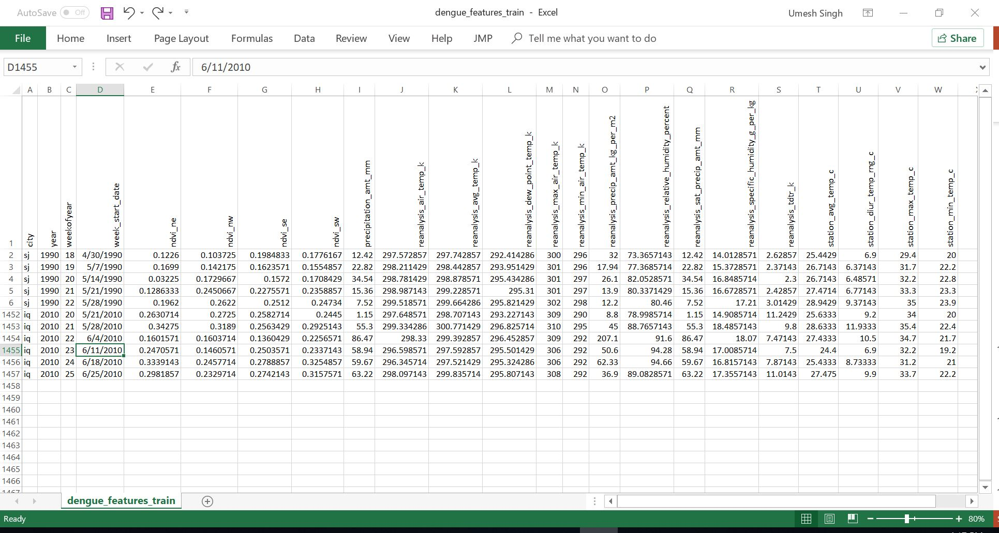 AutoSave Off dengue_features_train - Excel Umesh Singh
File Home Insert Page Layout Formulas Data Review View Help JMP Tell me what you want to do Share
D1455 fx 6/11/2010
A B C D E F G H I J K L M N O P Q R S T U V W
1 city year weekofyear week_start_date ndvi_ne ndvi_nw ndvi_se ndvi_sw precipitation_amt_mm reanalysis_air_temp_k reanalysis_avg_temp_k reanalysis_dew_point_temp_k reanalysis_max_air_temp_k reanalysis_min_air_temp_k reanalysis_precip_amt_kg_per_m2 reanalysis_relative_humidity_percent reanalysis_sat_precip_amt_mm reanalysis_specific_humidity_g_per_kg reanalysis_tdtr_k station_avg_temp_c station_diur_temp_rng_c station_max_temp_c station_min_temp_c
2 sj 1990 18 4/30/1990 0.1226 0.103725 0.1984833 0.1776167 12.42 297.572857 297.742857 292.414286 300 296 32 73.3657143 12.42 14.0128571 2.62857 25.4429 6.9 29.4 20
3 sj 1990 19 5/7/1990 0.1699 0.142175 0.1623571 0.1554857 22.82 298.211429 298.442857 293.951429 301 296 17.94 77.3685714 22.82 15.3728571 2.37143 26.7143 6.37143 31.7 22.2
4 sj 1990 20 5/14/1990 0.03225 0.1729667 0.1572 0.1708429 34.54 298.781429 298.878571 295.434286 301 297 26.1 82.0528571 34.54 16.8485714 2.3 26.7143 6.48571 32.2 22.8
5 sj 1990 21 5/21/1990 0.1286333 0.2450667 0.2275571 0.2358857 15.36 298.987143 299.228571 295.31 301 297 13.9 80.3371429 15.36 16.6728571 2.42857 27.4714 6.77143 33.3 23.3
6 sj 1990 22 5/28/1990 0.1962 0.2622 0.2512 0.24734 7.52 299.518571 299.664286 295.821429 302 298 12.2 80.46 7.52 17.21 3.01429 28.9429 9.37143 35 23.9
1452 iq 2010 20 5/21/2010 0.2630714 0.2725 0.2582714 0.2445 1.15 297.648571 298.707143 293.227143 309 290 8.8 78.9985714 1.15 14.9085714 11.2429 25.6333 9.2 34 20
1453 iq 2010 21 5/28/2010 0.34275 0.3189 0.2563429 0.2925143 55.3 299.334286 300.771429 296.825714 310 295 45 88.7657143 55.3 18.4857143 9.8 28.6333 11.9333 35.4 22.4
1454 iq 2010 22 6/4/2010 0.1601571 0.1603714 0.1360429 0.2256571 86.47 298.33 299.392857 296.452857 309 292 207.1 91.6 86.47 18.07 7.47143 27.4333 10.5 34.7 21.7
1455 iq 2010 23 6/11/2010 0.2470571 0.1460571 0.2503571 0.2337143 58.94 296.598571 297.592857 295.501429 306 292 50.6 94.28 58.94 17.0085714 7.5 24.4 6.9 32.2 19.2
1456 iq 2010 24 6/18/2010 0.3339143 0.2457714 0.2788857 0.3254857 59.67 296.345714 297.521429 295.324286 306 292 62.33 94.66 59.67 16.8157143 7.87143 25.4333 8.73333 31.2 21
1457 iq 2010 25 6/25/2010 0.2981857 0.2329714 0.2742143 0.3157571 63.22 298.097143 299.835714 295.807143 308 292 36.9 89.0828571 63.22 17.3557143 11.0143 27.475 9.9 33.7 22.2
1458
1459
1460
1461
1462
1463
1464
1465
1466
1467
dengue_features_train
Ready 80%